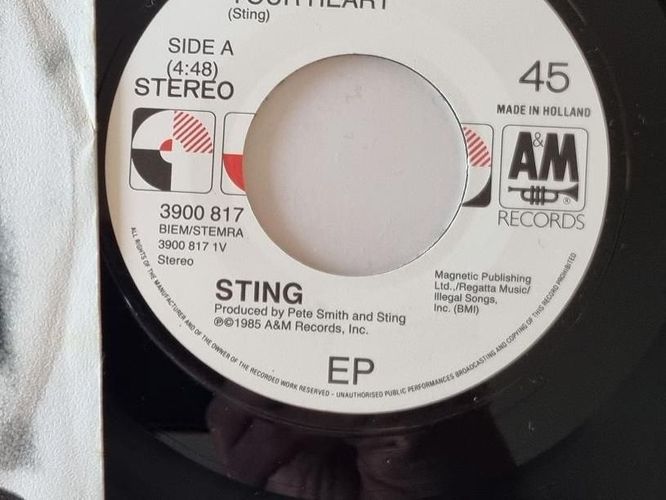 YOUR HEART
(Sting)
SIDE A
(4:48)
STEREO
45
MADE IN HOLLAND
A&M
RECORDS
3900 817
BIEM/STEMRA
3900 817 1V
Stereo
STING
Produced by Pete Smith and Sting
℗©1985 A&M Records, Inc.
Magnetic Publishing
Ltd.,/Regatta Music/
Illegal Songs,
Inc. (BMI)
EP
ALL RIGHTS OF THE MANUFACTURER AND OF THE OWNER OF THE RECORDED WORK RESERVED - UNAUTHORISED PUBLIC PERFORMANCES BROADCASTING AND COPYING OF THIS RECORD PROHIBITED